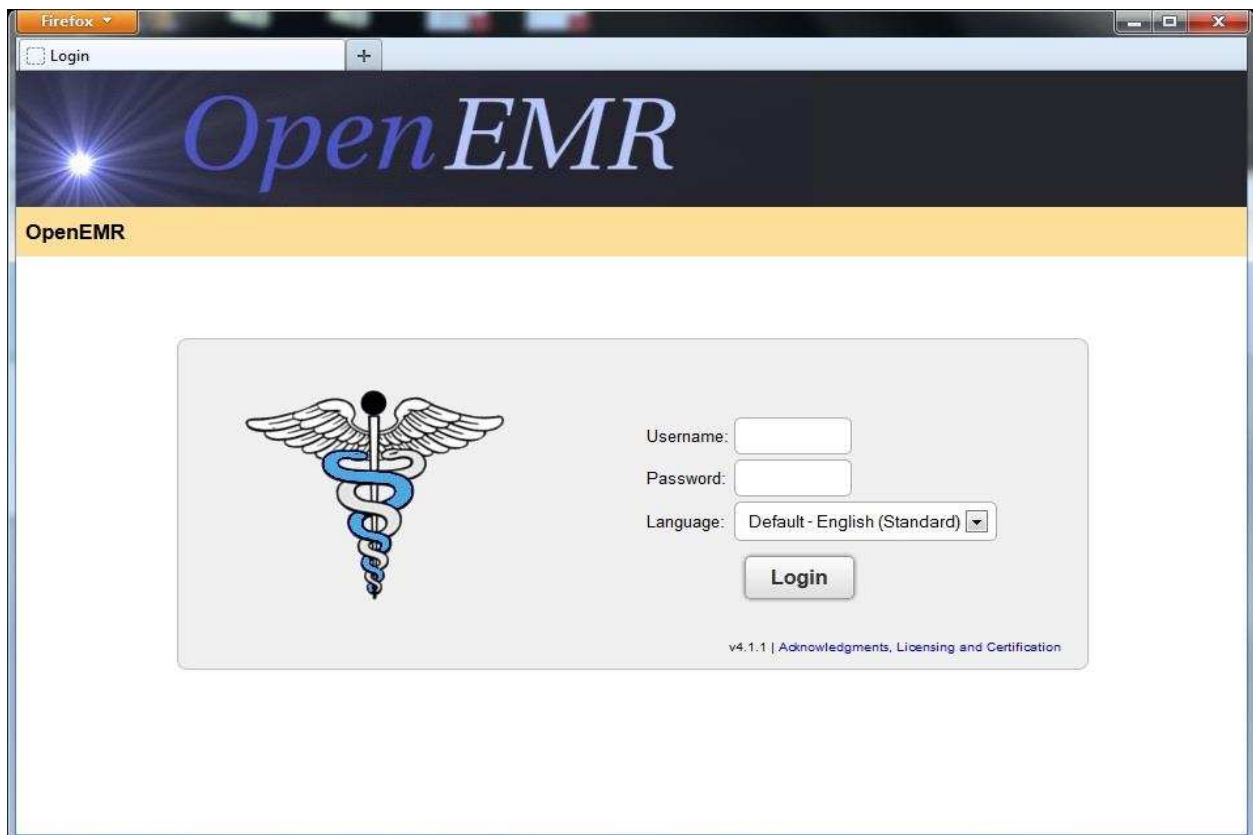 Firefox
Login
OpenEMR
OpenEMR
Username:
Password:
Language: Default - English (Standard)
Login
v4.1.1 | Acknowledgments, Licensing and Certification